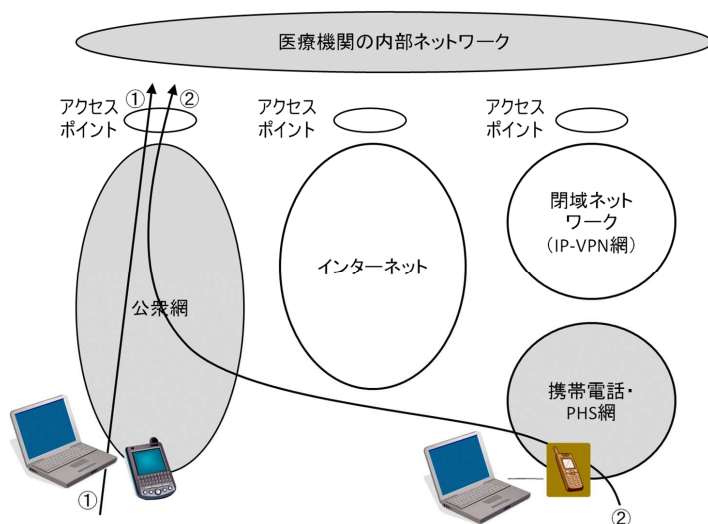 医療機関の内部ネットワーク
①
②
アクセス
ポイント
アクセス
ポイント
アクセス
ポイント
閉域ネット
ワーク
(IP-VPN網)
インターネット
公衆網
携帯電話・
PHS網
①
②